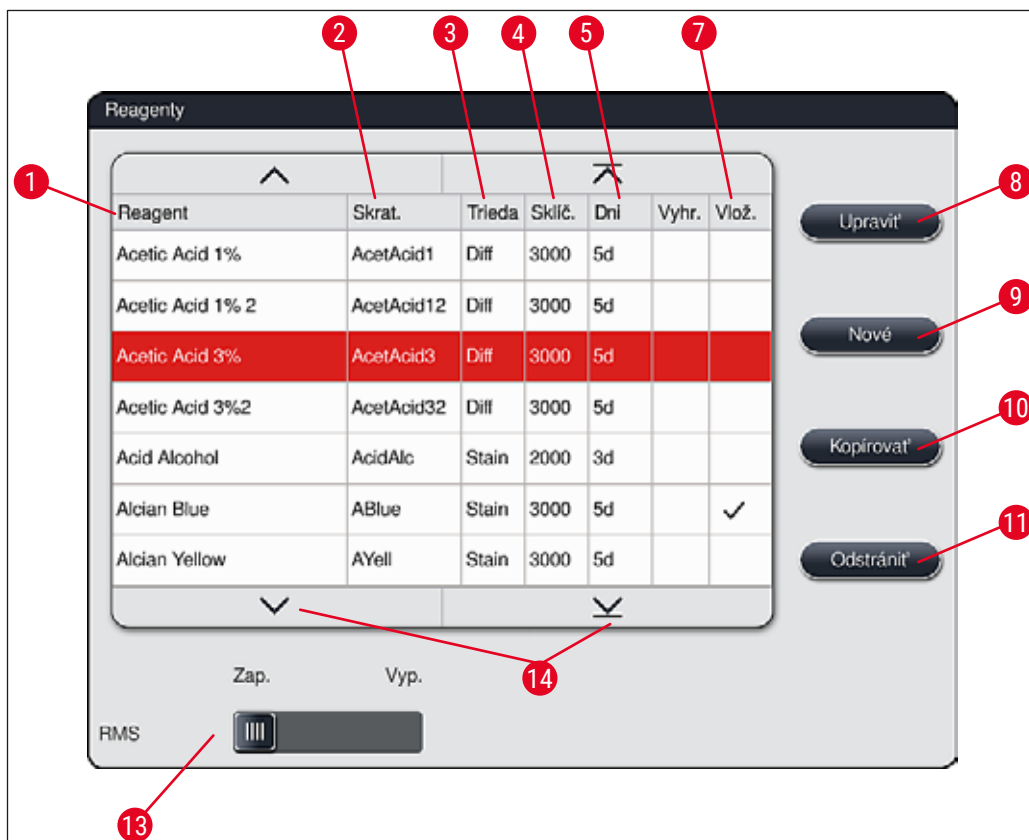 2 3 4 5 7
Reagenty
1
Reagent Skrat. Trieda Sklíč. Dni Vyhr. Vlož.
8
Upraviť
Acetic Acid 1% AcetAcid1 Diff 3000 5d
Acetic Acid 1% 2 AcetAcid12 Diff 3000 5d
9
Nové
Acetic Acid 3% AcetAcid3 Diff 3000 5d
Acetic Acid 3%2 AcetAcid32 Diff 3000 5d
10
Kopírovať
Acid Alcohol AcidAlc Stain 2000 3d
Alcian Blue ABlue Stain 3000 5d ✓
11
Odstrániť
Alcian Yellow AYell Stain 3000 5d
Zap. Vyp.
14
RMS
13